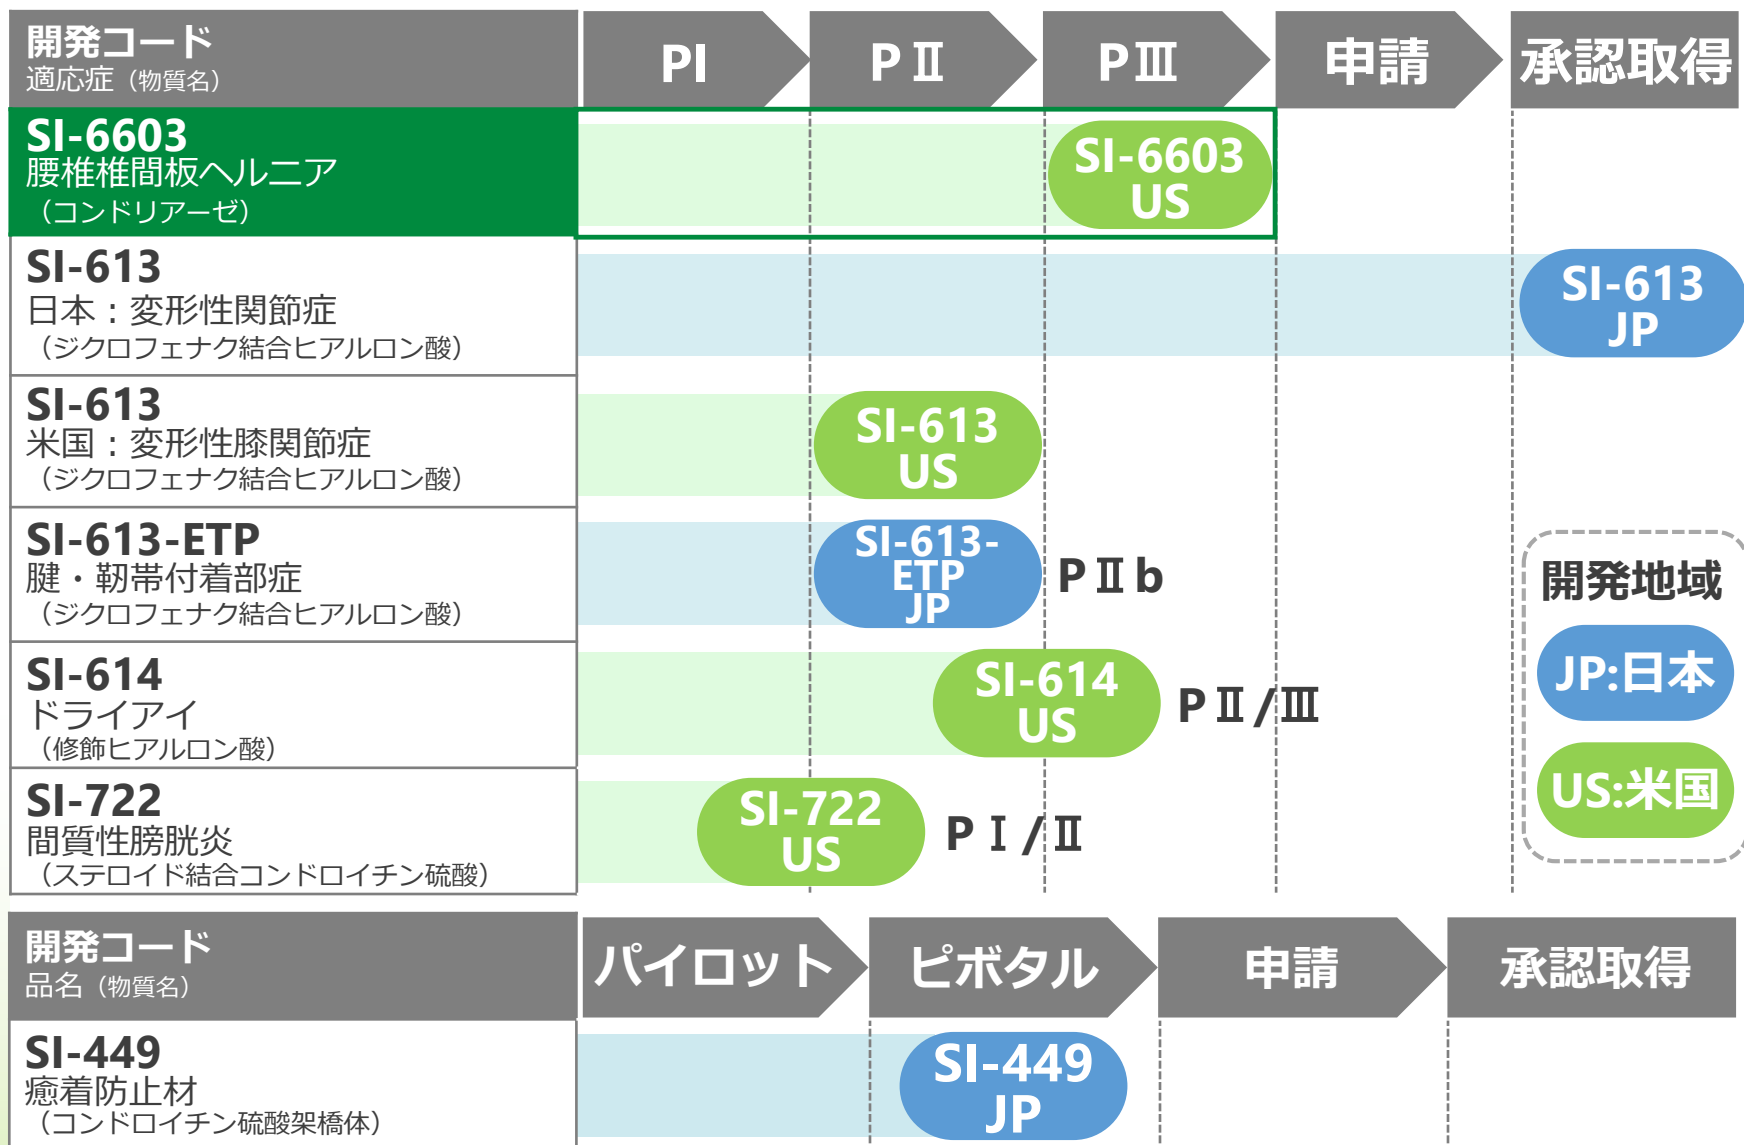 開発コード
適応症（物質名）
PⅠ
PⅡ
PⅢ
申請
承認取得
SI-6603
腰椎椎間板ヘルニア
（コンドリアーゼ）
SI-6603
US
SI-613
日本：変形性関節症
（ジクロフェナク結合ヒアルロン酸）
SI-613
JP
SI-613
米国：変形性膝関節症
（ジクロフェナク結合ヒアルロン酸）
SI-613
US
SI-613-ETP
腱・靭帯付着部症
（ジクロフェナク結合ヒアルロン酸）
SI-613-
ETP
JP
PⅡb
SI-614
ドライアイ
（修飾ヒアルロン酸）
SI-614
US
PⅡ/Ⅲ
SI-722
間質性膀胱炎
（ステロイド結合コンドロイチン硫酸）
SI-722
US
PⅠ/Ⅱ
開発地域
JP:日本
US:米国
開発コード
品名（物質名）
パイロット
ピボタル
申請
承認取得
SI-449
癒着防止材
（コンドロイチン硫酸架橋体）
SI-449
JP